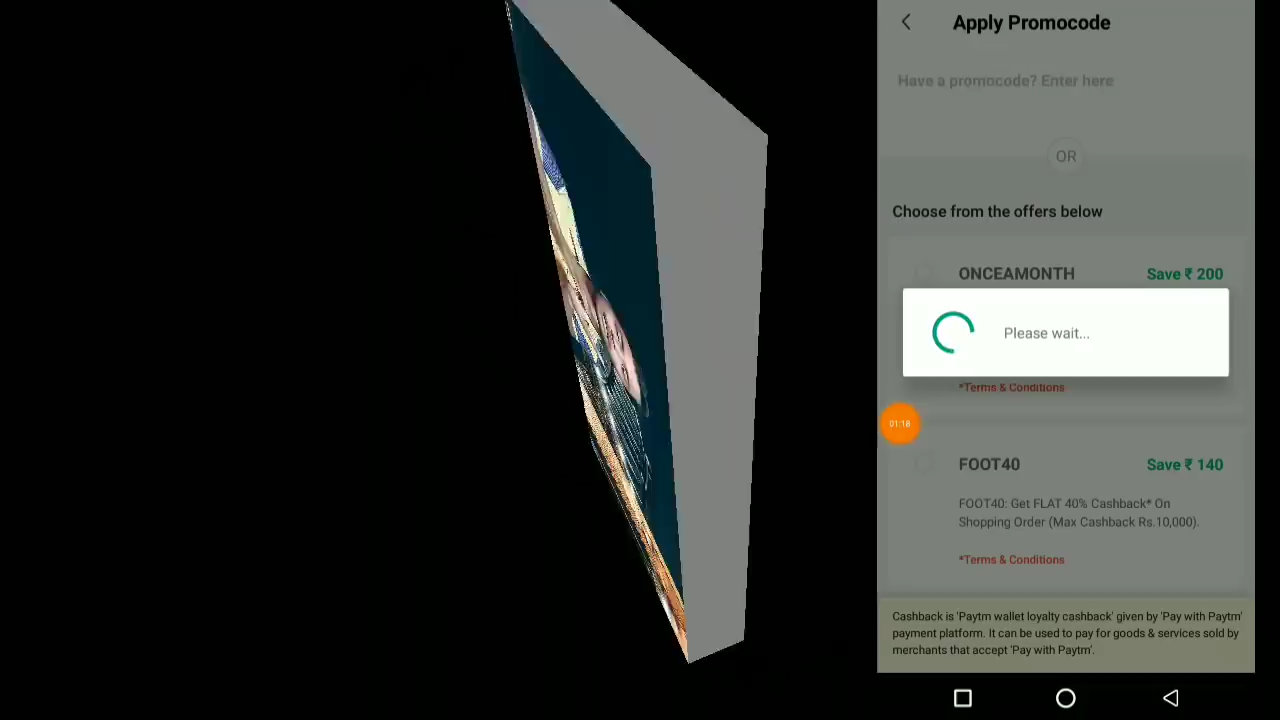 Apply Promocode
Have a promocode? Enter here
OR
Choose from the offers below
ONCEAMONTH
Save ₹ 200
Please wait...
*Terms & Conditions
01:18
FOOT40
Save ₹ 140
FOOT40: Get FLAT 40% Cashback* On
Shopping Order (Max Cashback Rs.10,000).
*Terms & Conditions
Cashback is 'Paytm wallet loyalty cashback' given by 'Pay with Paytm'
payment platform. It can be used to pay for goods & services sold by
merchants that accept 'Pay with Paytm'.